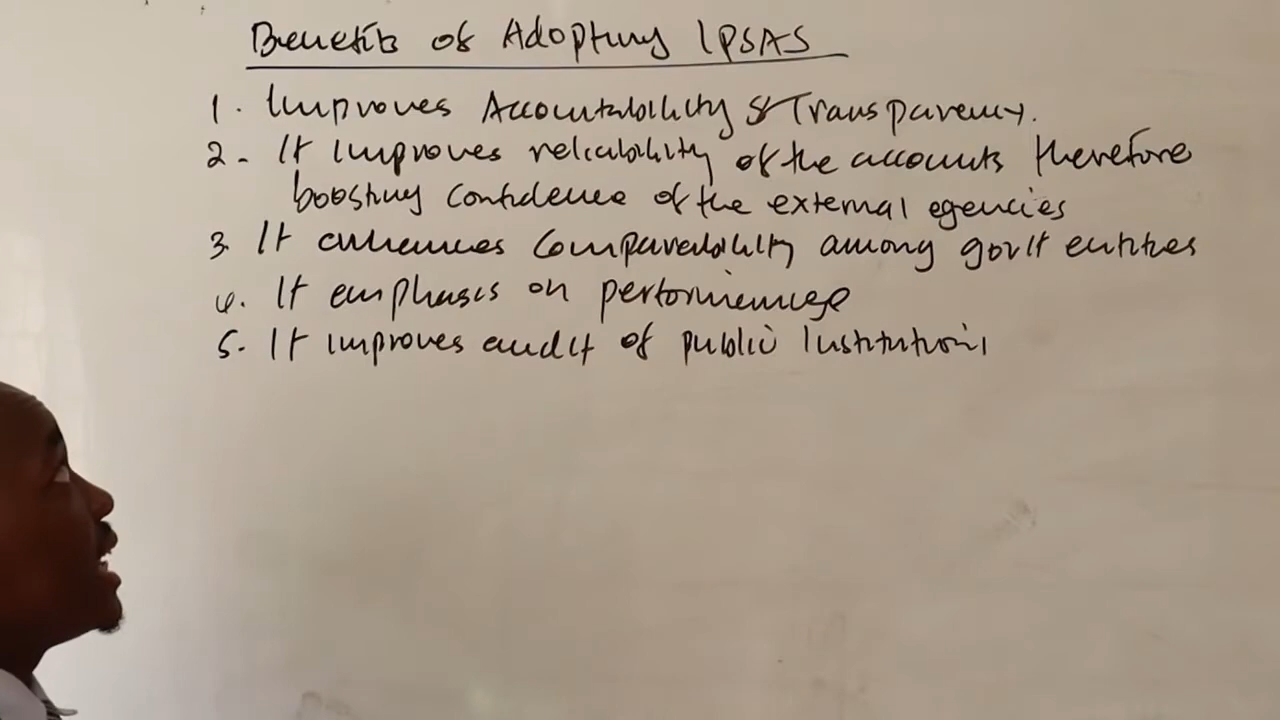 Benefits of Adopting IPSAS
1. Improves Accountability & Transparency.
2. It improves reliability of the accounts therefore
boosting confidence of the external agencies
3. It enhances comparability among gov't entities
4. It emphasis on performance
5. It improves audit of public Institutions